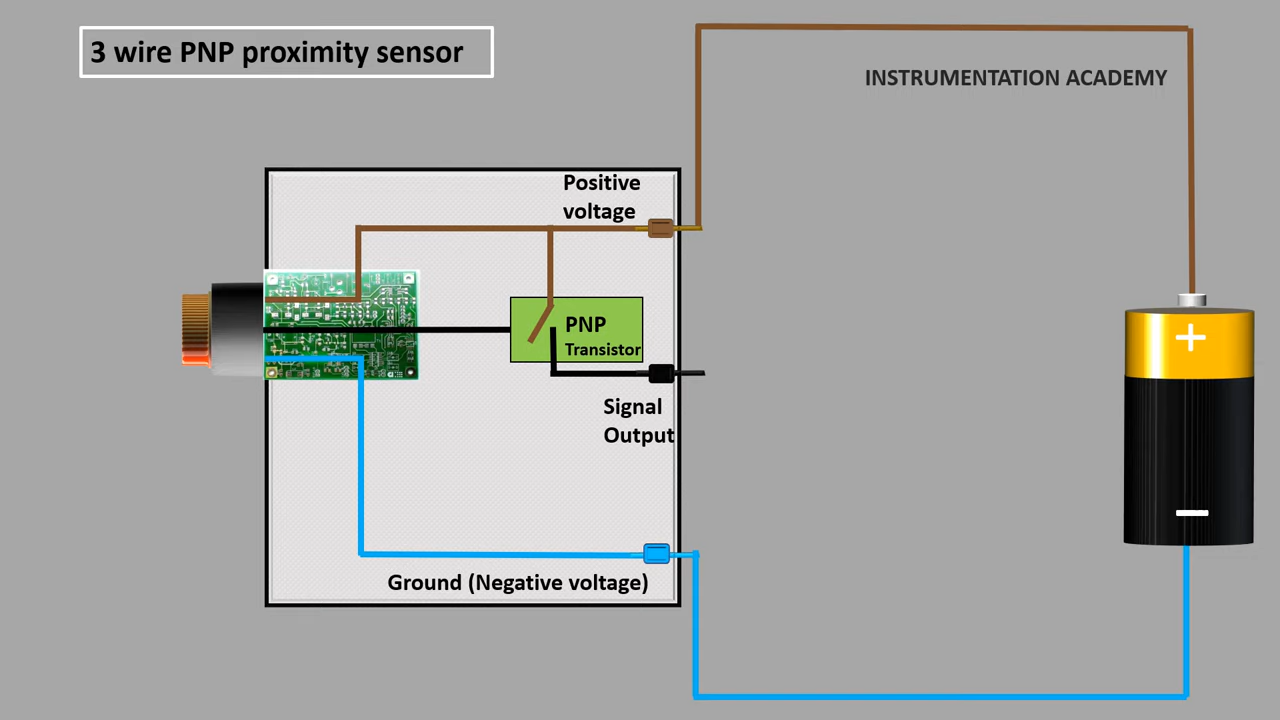 3 wire PNP proximity sensor
INSTRUMENTATION ACADEMY
Positive
voltage
PNP
Transistor
Signal
Output
Ground (Negative voltage)
+
-